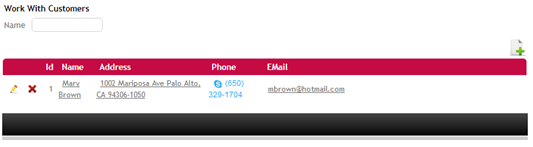 Work With Customers
Name
Id Name Address Phone EMail
1 Mary Brown 1002 Mariposa Ave Palo Alto, CA 94306-1050 (650) 329-1704 mbrown@hotmail.com